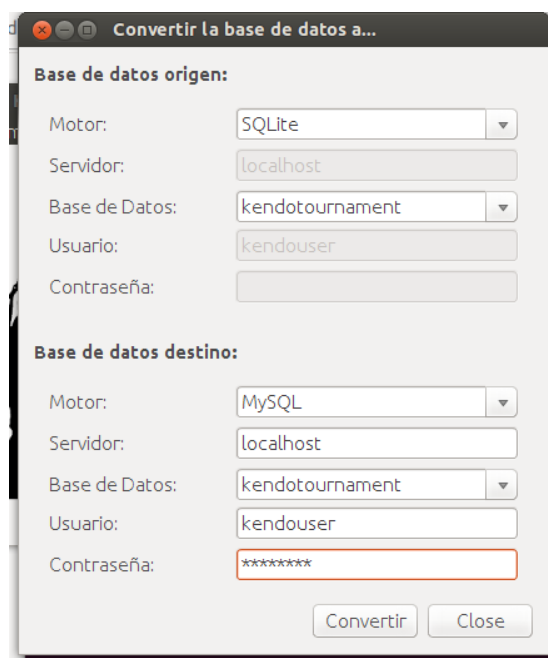 Convertir la base de datos a...
Base de datos origen:
Motor: SQLite
Servidor: localhost
Base de Datos: kendotournament
Usuario: kendouser
Contraseña:
Base de datos destino:
Motor: MySQL
Servidor: localhost
Base de Datos: kendotournament
Usuario: kendouser
Contraseña: ********
Convertir Close